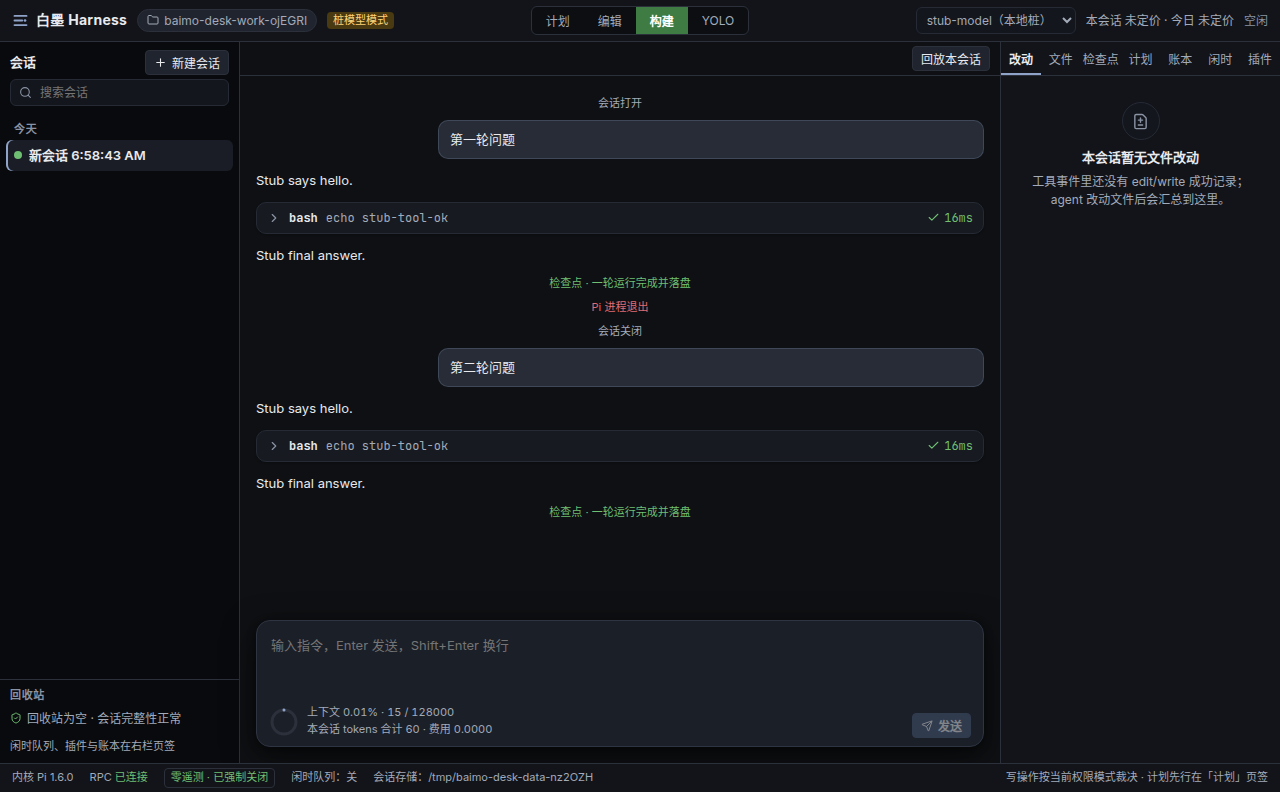 白墨 Harness
baimo-desk-work-ojEGRI
桩模型模式
计划 编辑 构建 YOLO
stub-model（本地桩）
本会话 未定价 · 今日 未定价 空闲
会话
新建会话
搜索会话
今天
新会话 6:58:43 AM
回收站
回收站为空 · 会话完整性正常
闲时队列、插件与账本在右栏页签
回放本会话
会话打开
第一轮问题
Stub says hello.
bash echo stub-tool-ok 16ms
Stub final answer.
检查点 · 一轮运行完成并落盘
Pi 进程退出
会话关闭
第二轮问题
Stub says hello.
bash echo stub-tool-ok 16ms
Stub final answer.
检查点 · 一轮运行完成并落盘
输入指令，Enter 发送，Shift+Enter 换行
上下文 0.01% · 15 / 128000
本会话 tokens 合计 60 · 费用 0.0000
发送
改动 文件 检查点 计划 账本 闲时 插件
本会话暂无文件改动
工具事件里还没有 edit/write 成功记录；
agent 改动文件后会汇总到这里。
内核 Pi 1.6.0 RPC 已连接 零遥测 · 已强制关闭 闲时队列：关 会话存储：/tmp/baimo-desk-data-nz2OZH
写操作按当前权限模式裁决 · 计划先行在「计划」页签